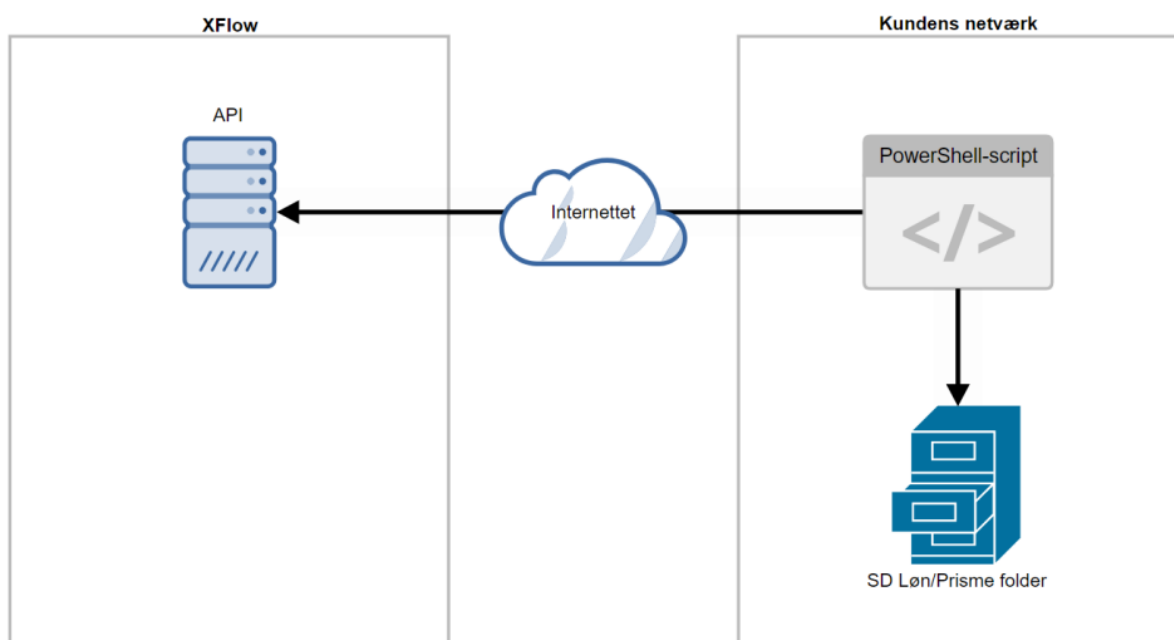 XFlow
Kundens netværk
API
PowerShell-script
Internettet
</>
SD Løn/Prisme folder